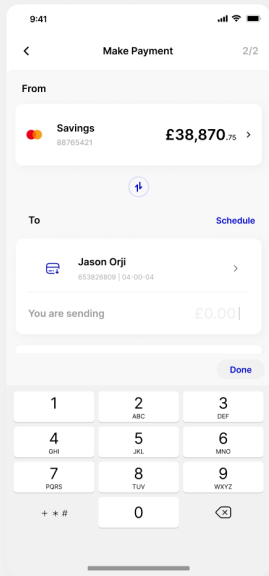 9:41
Make Payment 2/2
From
Savings
88765421
£38,870.75
To Schedule
Jason Orji
653826809 | 04-00-04
You are sending £0.00
Done
1 2 ABC 3 DEF
4 GHI 5 JKL 6 MNO
7 PQRS 8 TUV 9 WXYZ
+ * # 0